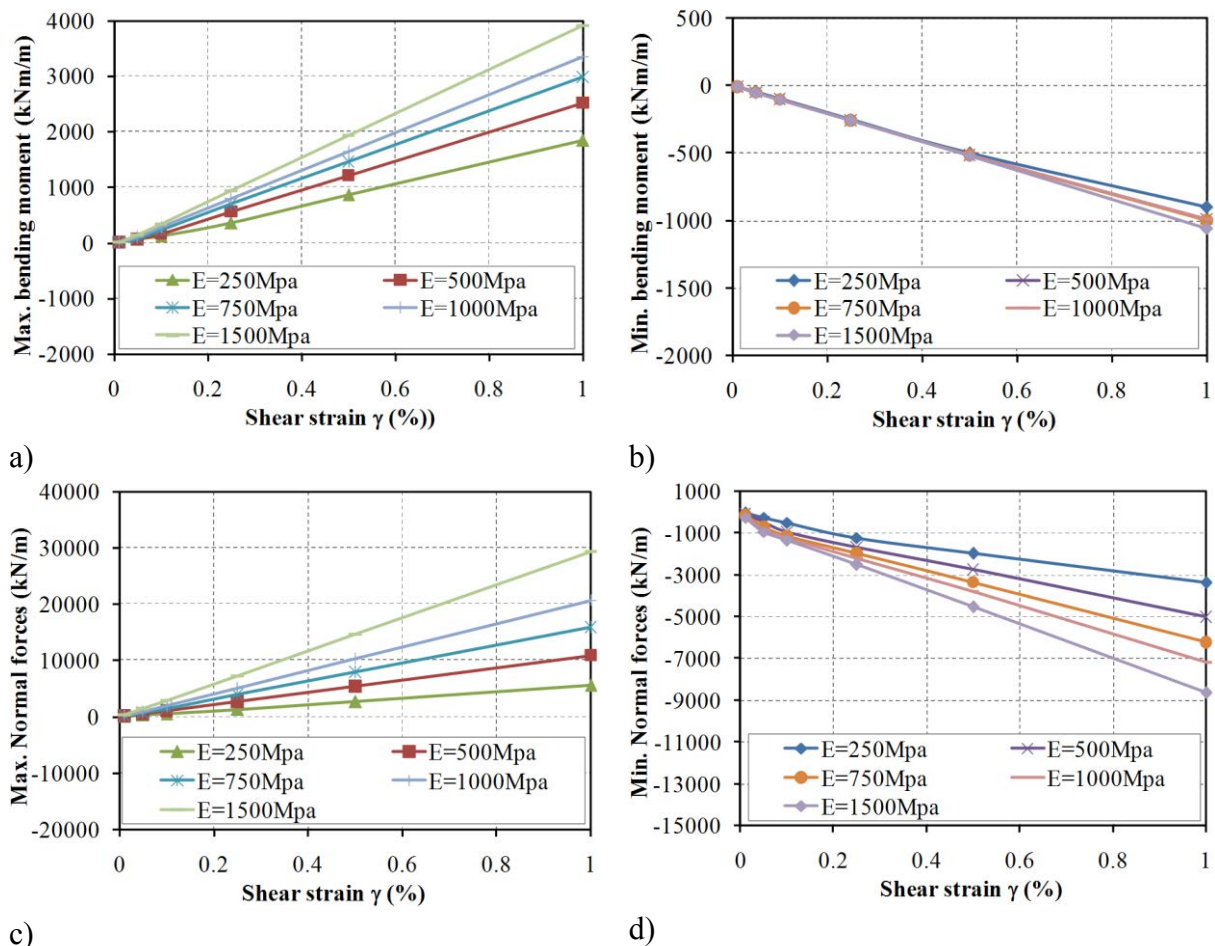 Max. bending moment (kNm/m)
4000
3000
2000
1000
0
-1000
-2000
E=250Mpa E=500Mpa
E=750Mpa E=1000Mpa
E=1500Mpa
0 0.2 0.4 0.6 0.8 1
Shear strain γ (%))
a)
Min. bending moment (kNm/m)
500
0
-500
-1000
-1500
-2000
E=250Mpa E=500Mpa
E=750Mpa E=1000Mpa
E=1500Mpa
0 0.2 0.4 0.6 0.8 1
Shear strain γ (%)
b)
Max. Normal forces (kN/m)
40000
30000
20000
10000
0
-10000
-20000
E=250Mpa E=500Mpa
E=750Mpa E=1000Mpa
E=1500Mpa
0 0.2 0.4 0.6 0.8 1
Shear strain γ (%)
c)
Min. Normal forces (kN/m)
1000
-1000
-3000
-5000
-7000
-9000
-11000
-13000
-15000
E=250Mpa E=500Mpa
E=750Mpa E=1000Mpa
E=1500Mpa
0 0.2 0.4 0.6 0.8 1
Shear strain γ (%)
d)